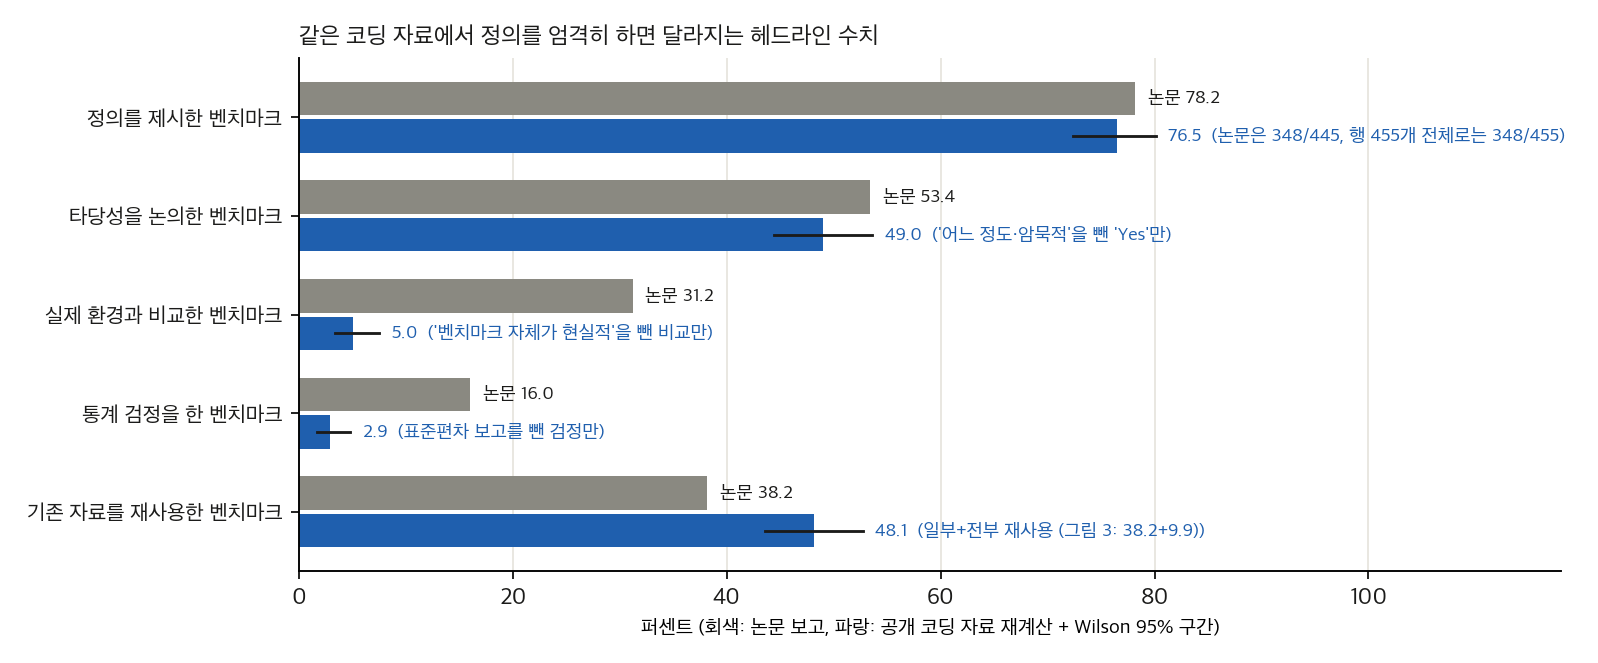 같은 코딩 자료에서 정의를 엄격히 하면 달라지는 헤드라인 수치
정의를 제시한 벤치마크
논문 78.2
76.5 (논문은 348/445, 행 455개 전체로는 348/455)
타당성을 논의한 벤치마크
논문 53.4
49.0 ('어느 정도·암묵적'을 뺀 'Yes'만)
실제 환경과 비교한 벤치마크
논문 31.2
5.0 ('벤치마크 자체가 현실적'을 뺀 비교만)
통계 검정을 한 벤치마크
논문 16.0
2.9 (표준편차 보고를 뺀 검정만)
기존 자료를 재사용한 벤치마크
논문 38.2
48.1 (일부+전부 재사용 (그림 3: 38.2+9.9))
0 20 40 60 80 100
퍼센트 (회색: 논문 보고, 파랑: 공개 코딩 자료 재계산 + Wilson 95% 구간)